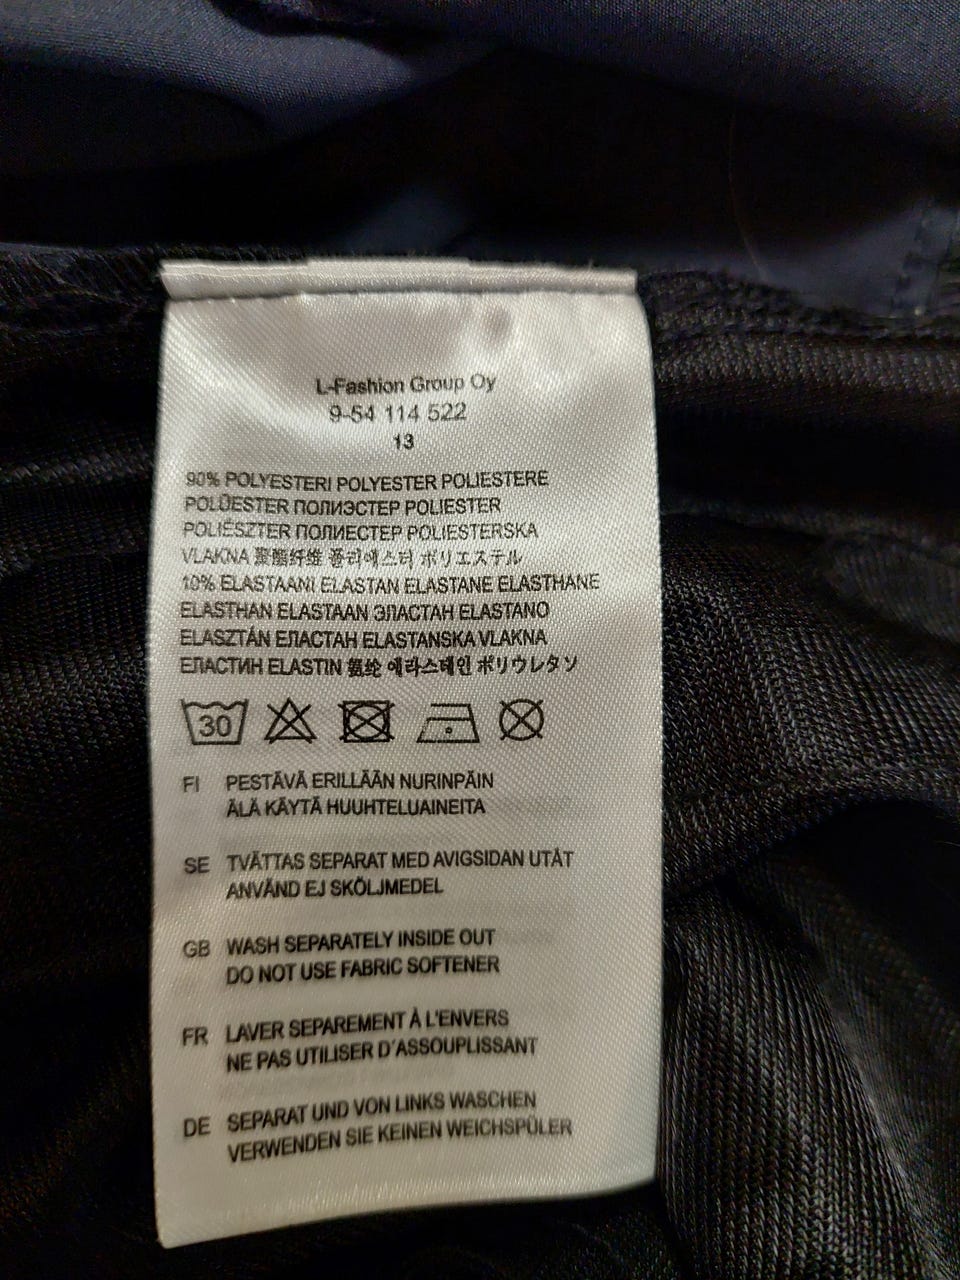 L-Fashion Group Oy
9-54 114 522
13
90% POLYESTERI POLYESTER POLIESTERE
POLÜESTER ПОЛИЭСТЕР POLIESTER
POLIÉSZTER ПОЛИЕСТЕР POLIESTERSKA
VLAKNA 聚酯纤维 폴리에스터 ポリエステル
10% ELASTAANI ELASTAN ELASTANE ELASTHANE
ELASTHAN ELASTAAN ЭЛАСТАН ELASTANO
ELASZTÁN ЕЛАСТАН ELASTANSKA VLAKNA
ЕЛАСТИН ELASTIN 氨纶 에라스테인 ポリウレタン
30
FI PESTÄVÄ ERILLÄÄN NURINPÄIN
ÄLÄ KÄYTÄ HUUHTELUAINEITA
SE TVÄTTAS SEPARAT MED AVIGSIDAN UTÅT
ANVÄND EJ SKÖLJMEDEL
GB WASH SEPARATELY INSIDE OUT
DO NOT USE FABRIC SOFTENER
FR LAVER SEPAREMENT À L'ENVERS
NE PAS UTILISER D´ASSOUPLISSANT
DE SEPARAT UND VON LINKS WASCHEN
VERWENDEN SIE KEINEN WEICHSPÜLER